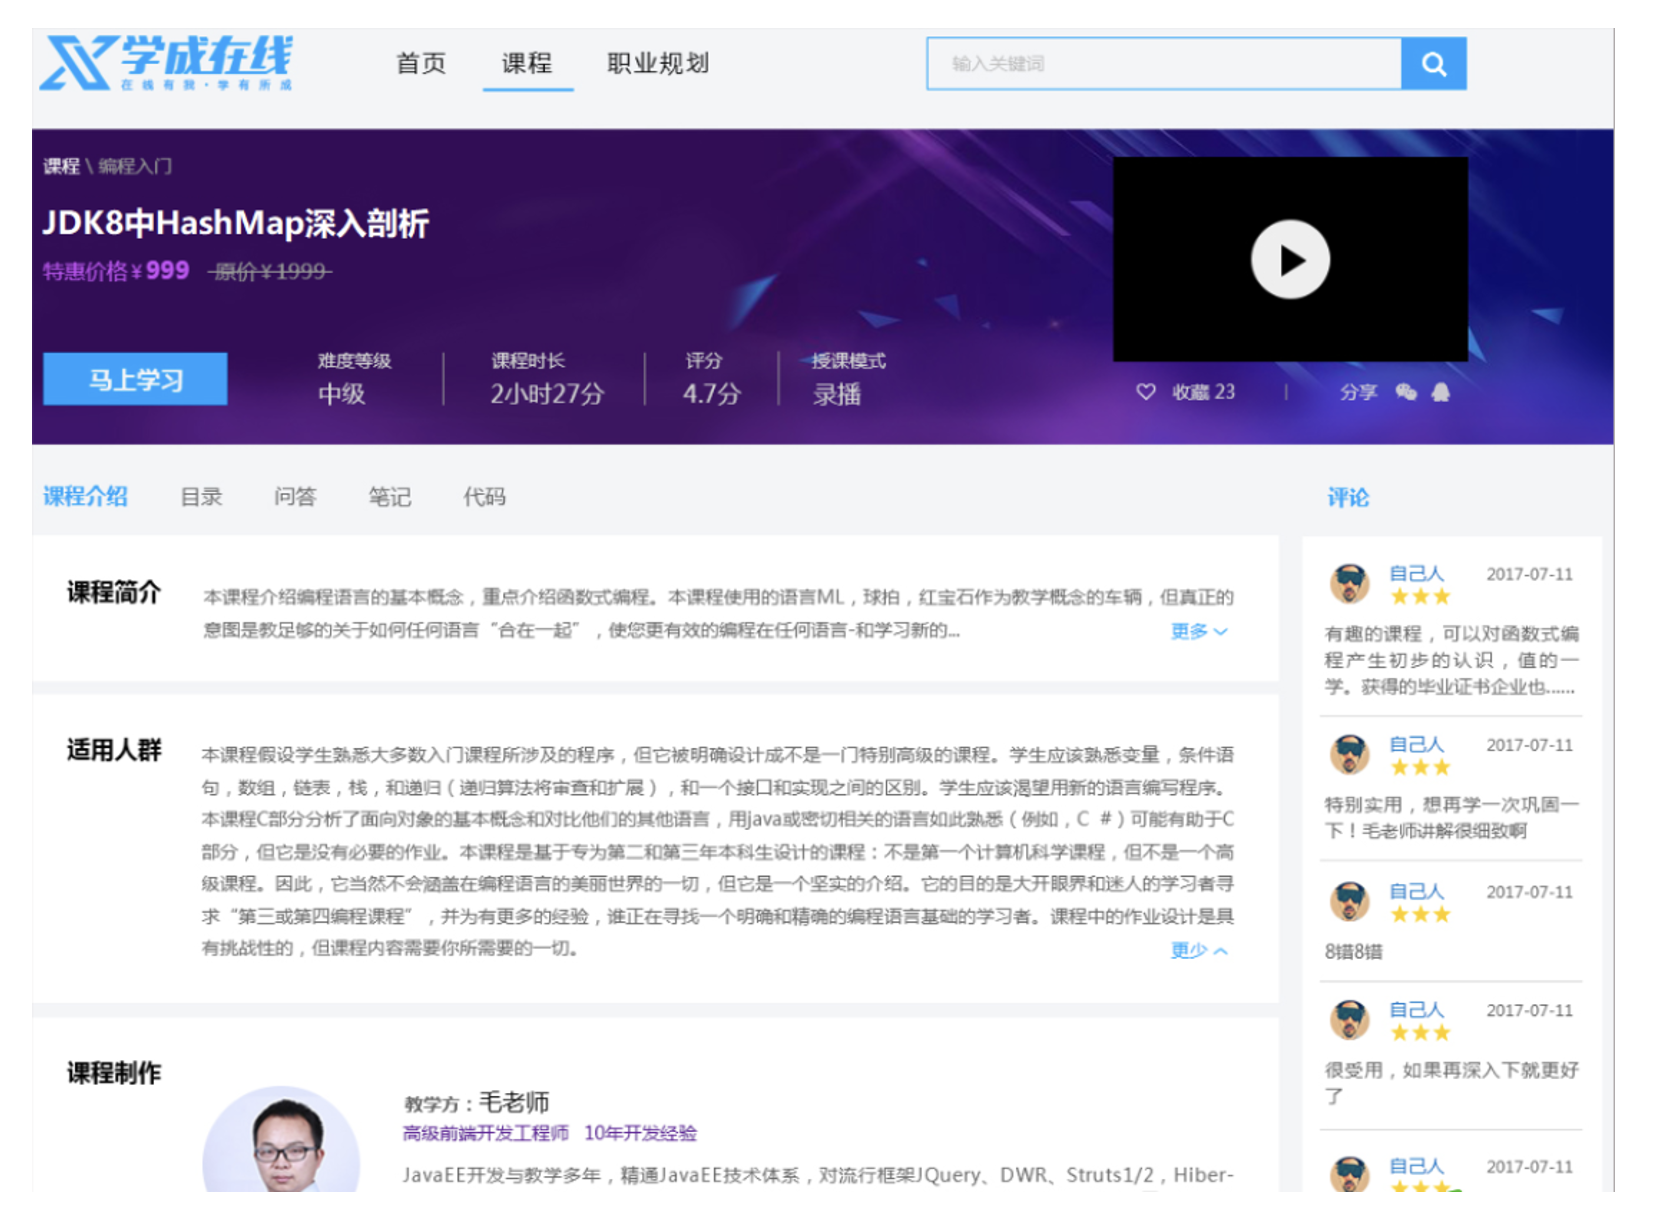 学成在线
在线有我·学有所成
首页
课程
职业规划
输入关键词
课程 \ 编程入门
JDK8中HashMap深入剖析
特惠价格¥999 原价¥1999
马上学习
难度等级
中级
课程时长
2小时27分
评分
4.7分
授课模式
录播
收藏 23
分享
课程介绍
目录
问答
笔记
代码
课程简介
本课程介绍编程语言的基本概念，重点介绍函数式编程。本课程使用的语言ML，球拍，红宝石作为教学概念的车辆，但真正的
意图是教足够的关于如何任何语言“合在一起”，使您更有效的编程在任何语言-和学习新的...
更多
适用人群
本课程假设学生熟悉大多数入门课程所涉及的程序，但它被明确设计成不是一门特别高级的课程。学生应该熟悉变量，条件语
句，数组，链表，栈，和递归（递归算法将审查和扩展），和一个接口和实现之间的区别。学生应该渴望用新的语言编写程序。
本课程C部分分析了面向对象的基本概念和对比他们的其他语言，用java或密切相关的语言如此熟悉（例如，C #）可能有助于C
部分，但它是没有必要的作业。本课程是基于专为第二和第三年本科生设计的课程：不是第一个计算机科学课程，但不是一个高
级课程。因此，它当然不会涵盖在编程语言的美丽世界的一切，但它是一个坚实的介绍。它的目的是大开眼界和迷人的学习者寻
求“第三或第四编程课程”，并为有更多的经验，谁正在寻找一个明确和精确的编程语言基础的学习者。课程中的作业设计是具
有挑战性的，但课程内容需要你所需要的一切。
更少
课程制作
教学方：毛老师
高级前端开发工程师 10年开发经验
JavaEE开发与教学多年，精通JavaEE技术体系，对流行框架JQuery、DWR、Struts1/2，Hiber-
评论
自己人 2017-07-11
有趣的课程，可以对函数式编
程产生初步的认识，值的一
学。获得的毕业证书企业也......
自己人 2017-07-11
特别实用，想再学一次巩固一
下！毛老师讲解很细致啊
自己人 2017-07-11
8错8错
自己人 2017-07-11
很受用，如果再深入下就更好
了
自己人 2017-07-11